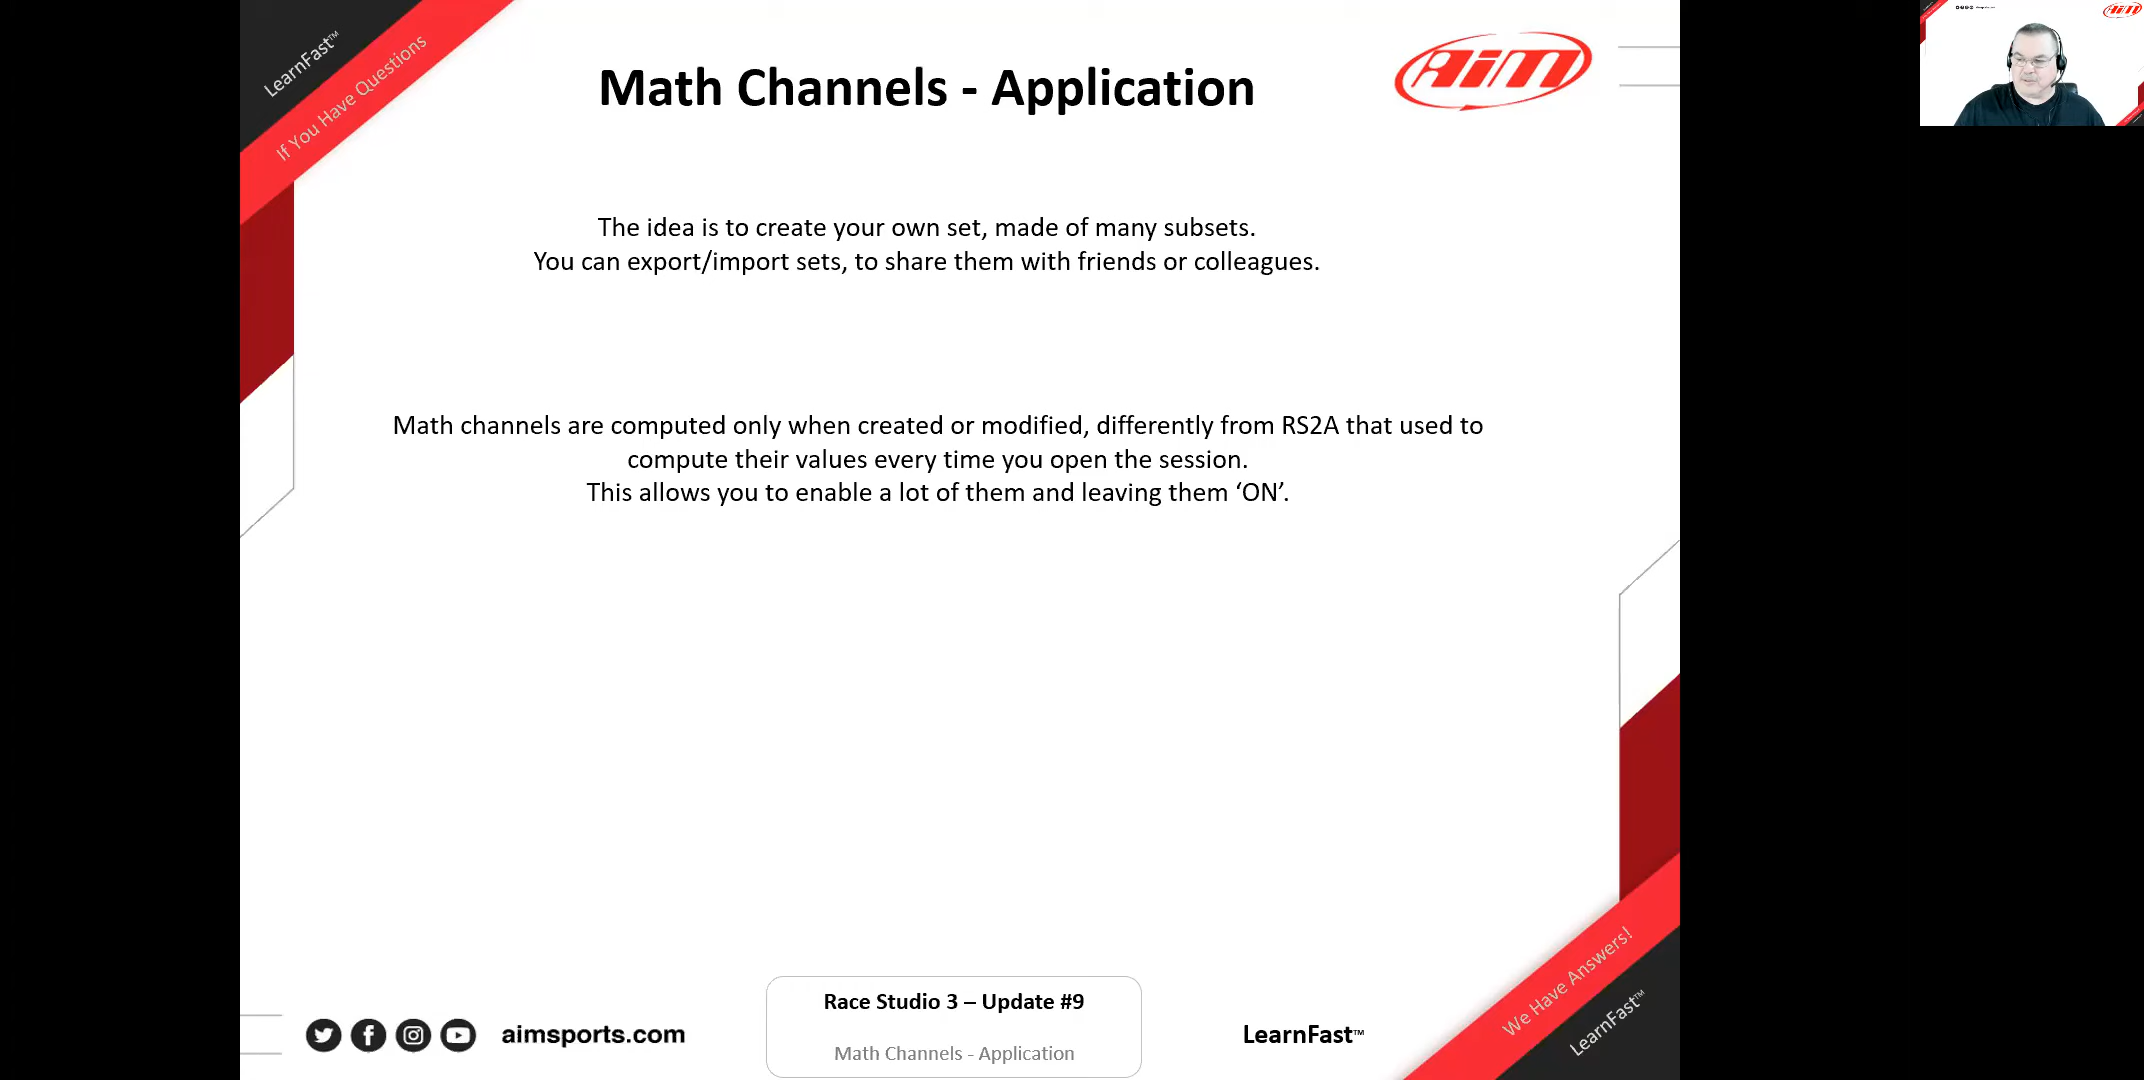 LearnFast™
If You Have Questions
Math Channels - Application
AiM
The idea is to create your own set, made of many subsets.
You can export/import sets, to share them with friends or colleagues.
Math channels are computed only when created or modified, differently from RS2A that used to
compute their values every time you open the session.
This allows you to enable a lot of them and leaving them ‘ON’.
We Have Answers!
LearnFast™
aimsports.com
Race Studio 3 – Update #9
Math Channels - Application
LearnFast™
AiM